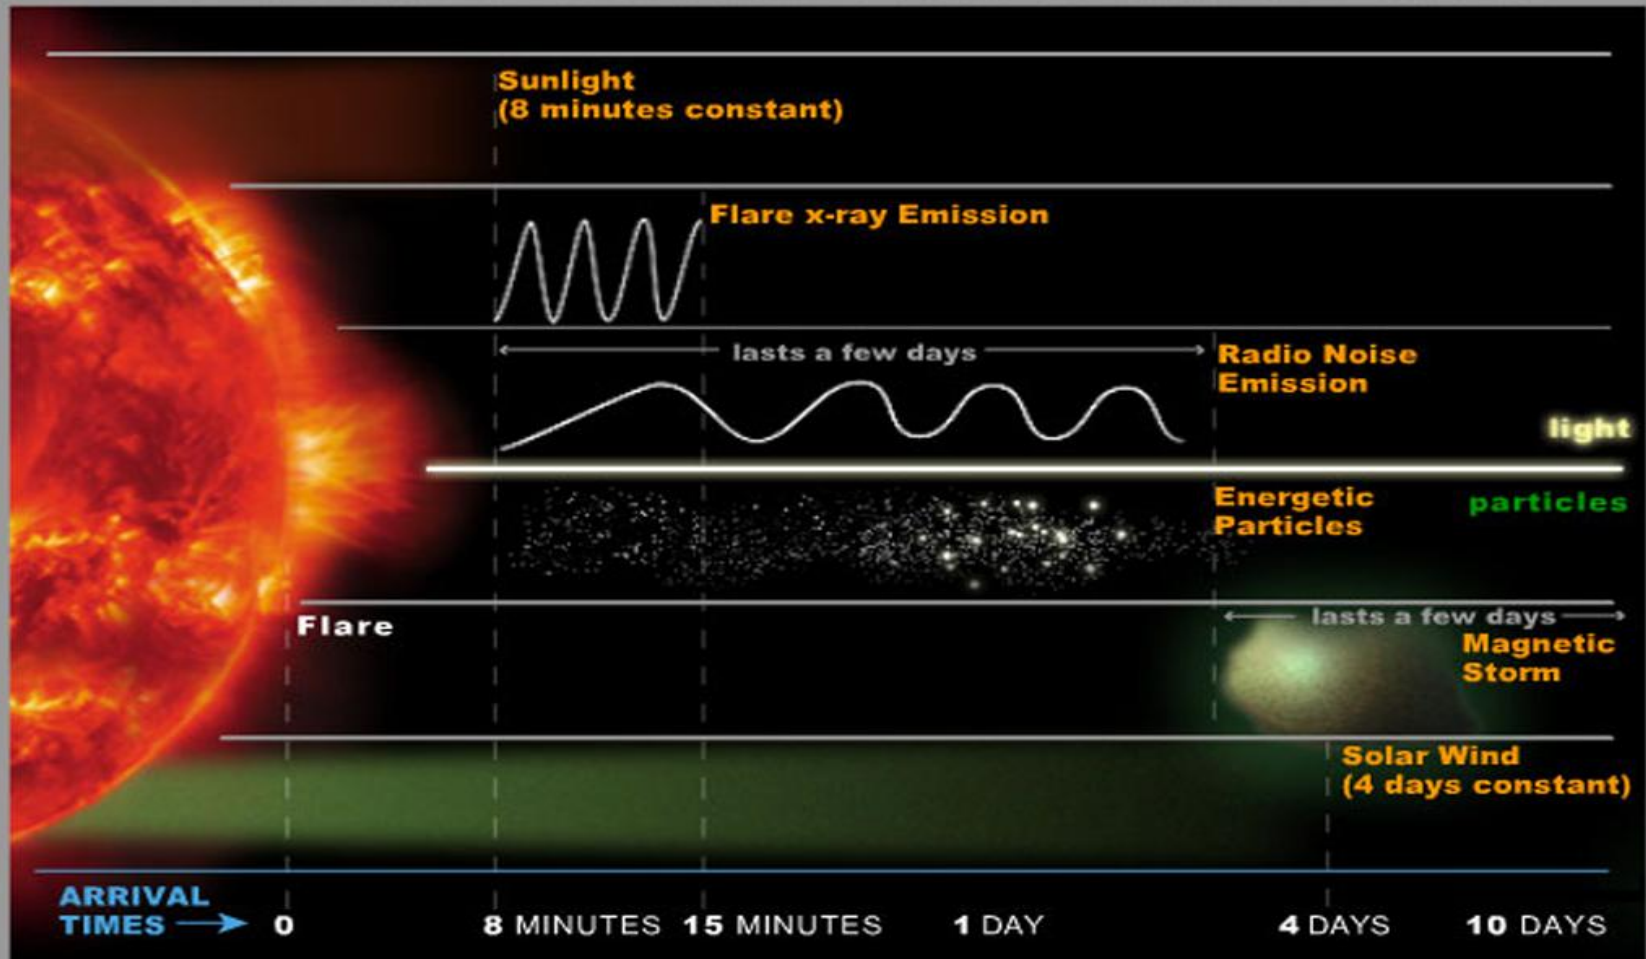 Sunlight
(8 minutes constant)
Flare x-ray Emission
lasts a few days
Radio Noise
Emission
light
Energetic
Particles
particles
Flare
lasts a few days
Magnetic
Storm
Solar Wind
(4 days constant)
ARRIVAL
TIMES
0
8 MINUTES
15 MINUTES
1 DAY
4 DAYS
10 DAYS